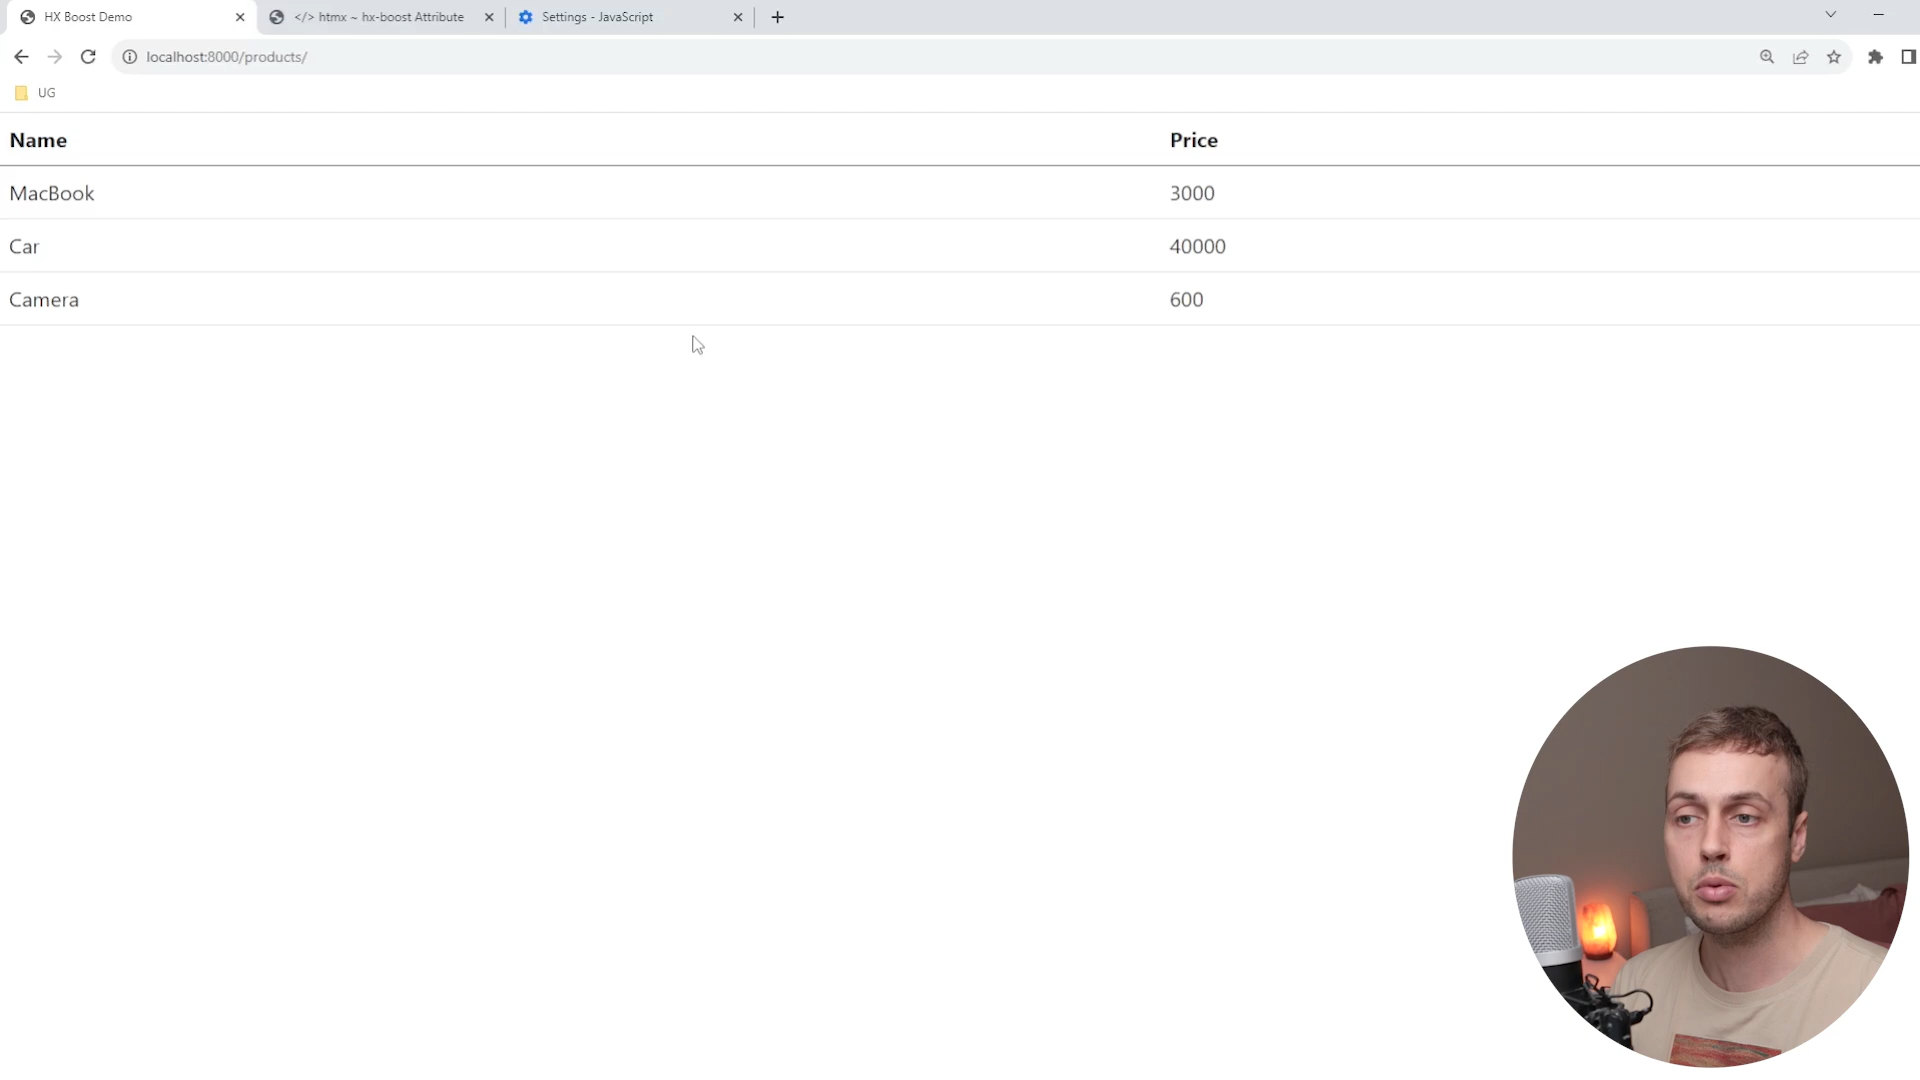 HX Boost Demo
</> htmx ~ hx-boost Attribute
Settings - JavaScript
localhost:8000/products/
UG
Name Price
MacBook 3000
Car 40000
Camera 600